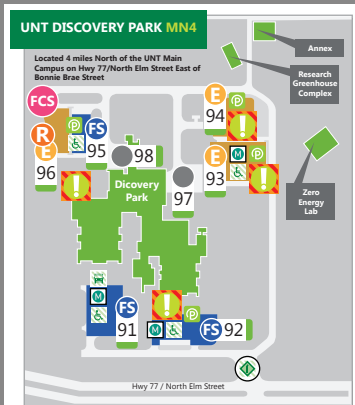 UNT DISCOVERY PARK MN4
Located 4 miles North of the UNT Main
Campus on Hwy 77/North Elm Street East of
Bonnie Brae Street
Annex
Research
Greenhouse
Complex
FCS
E
94
P
!
R
P
FS
E
95
98
96
!
Dicovery
Park
97
E
93
M
P
!
Zero
Energy
Lab
M
FS
91
!
P
M
FS
92
Hwy 77 / North Elm Street